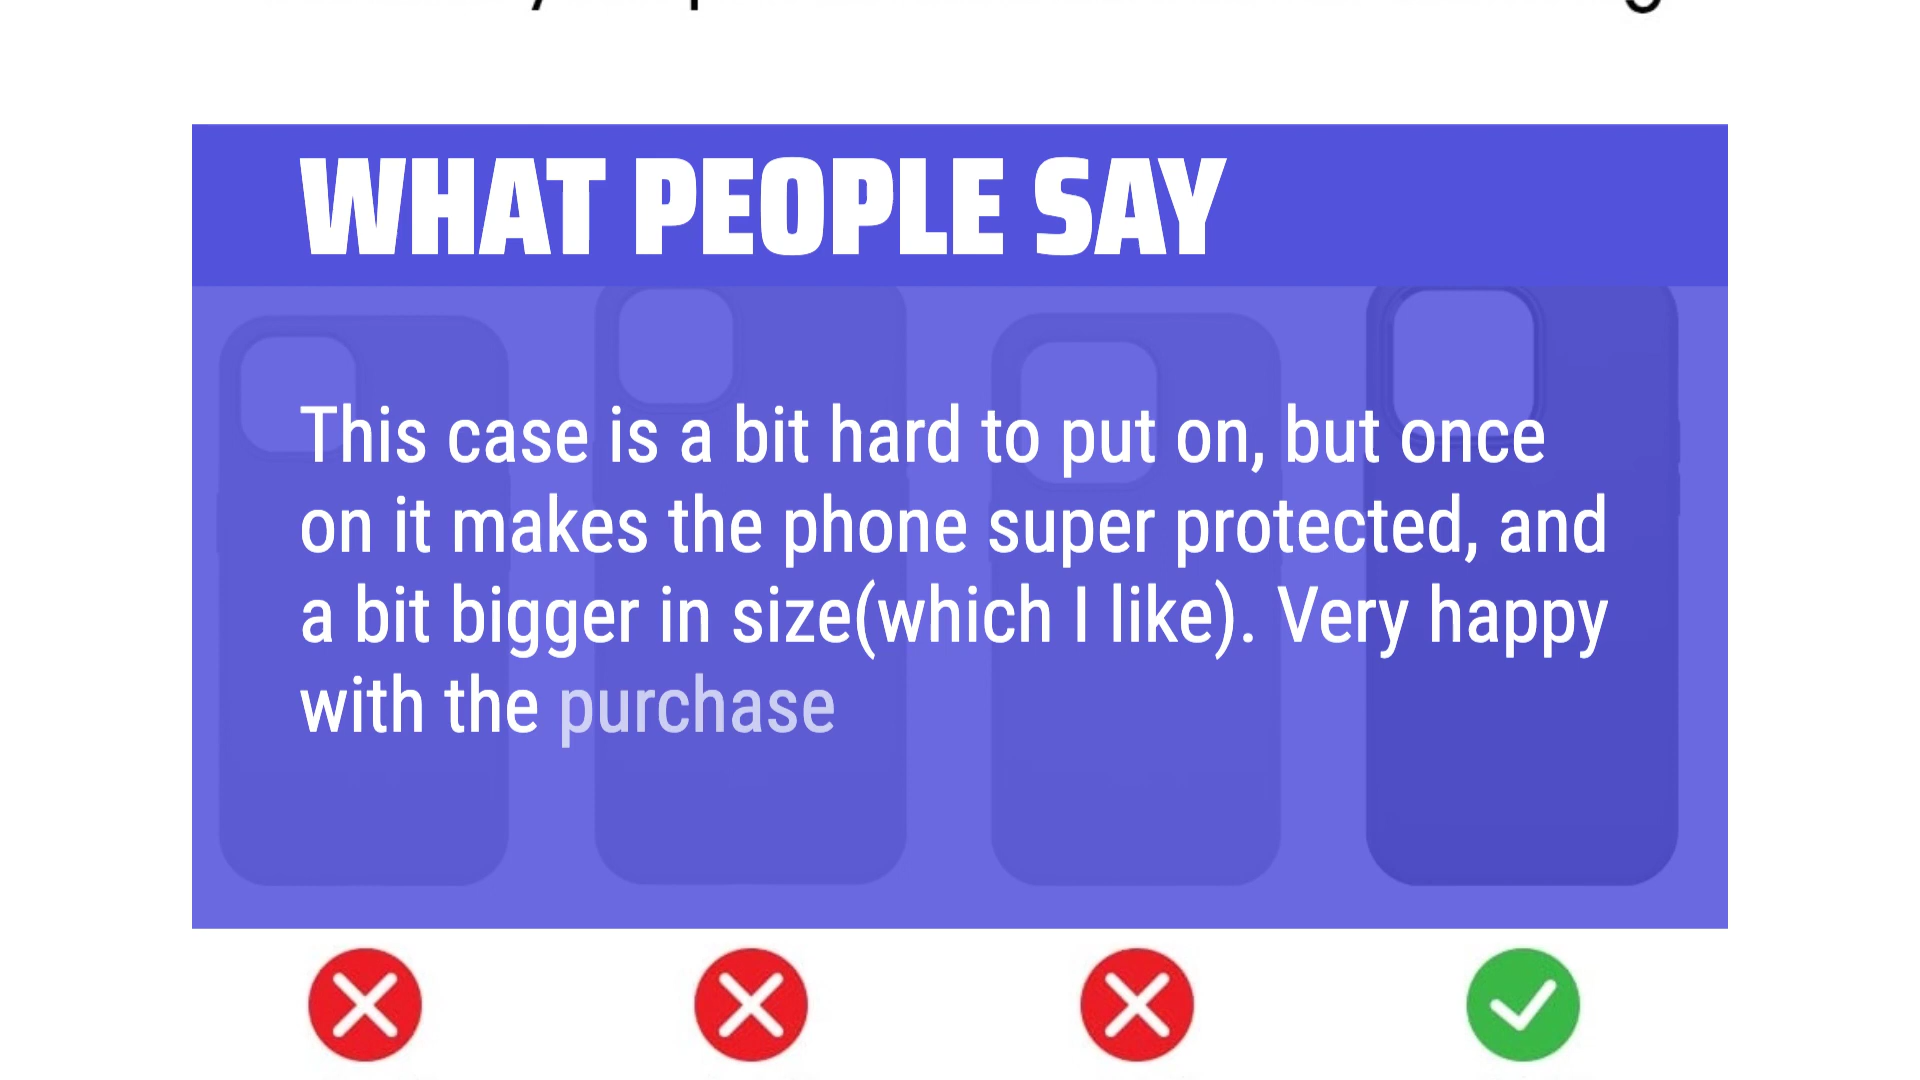 WHAT PEOPLE SAY
This case is a bit hard to put on, but once
on it makes the phone super protected, and
a bit bigger in size(which I like). Very happy
with the purchase